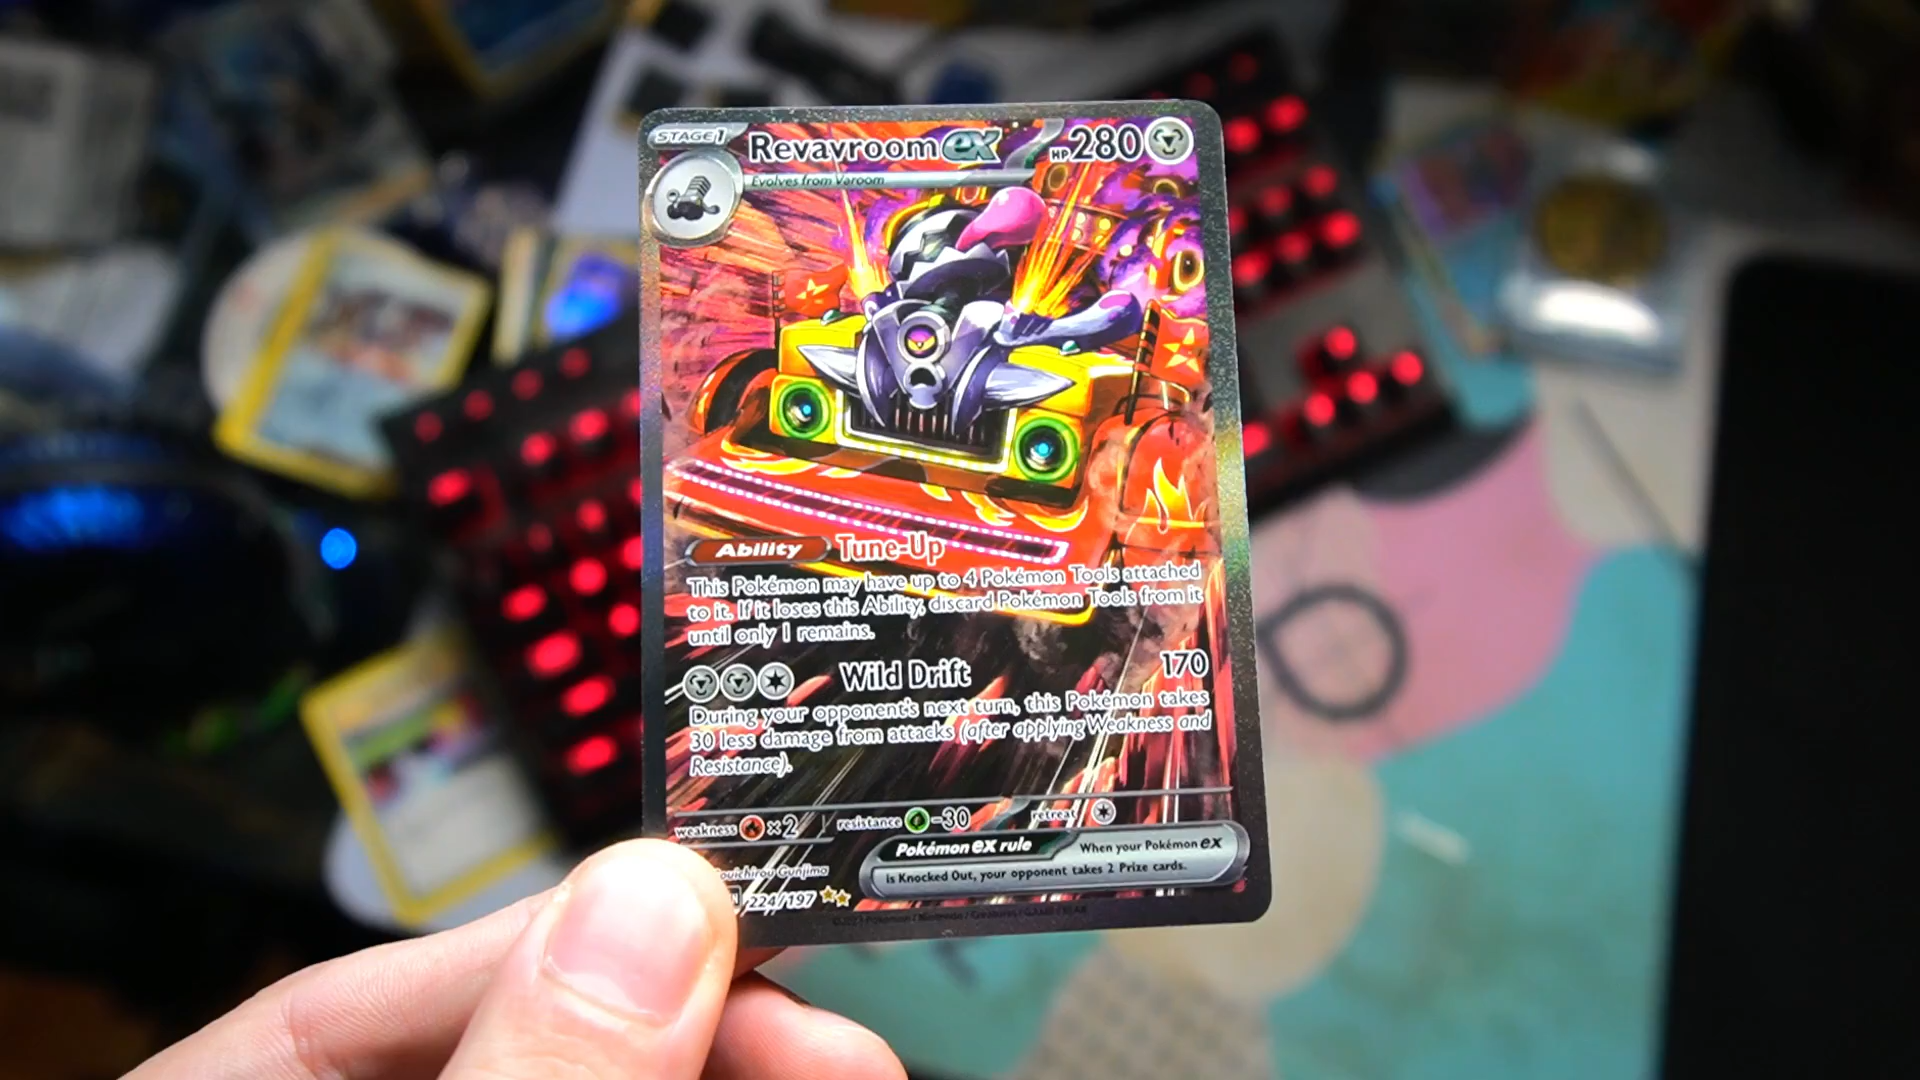 STAGE 1 Revavroom ex HP 280
Evolves from Varoom
Ability Tune-Up
This Pokémon may have up to 4 Pokémon Tools attached
to it. If it loses this Ability, discard Pokémon Tools from it
until only 1 remains.
Wild Drift 170
During your opponent's next turn, this Pokémon takes
30 less damage from attacks (after applying Weakness and
Resistance).
weakness ×2 resistance -30 retreat
Pokémon ex rule When your Pokémon ex
is Knocked Out, your opponent takes 2 Prize cards.
Gunjima
224/197